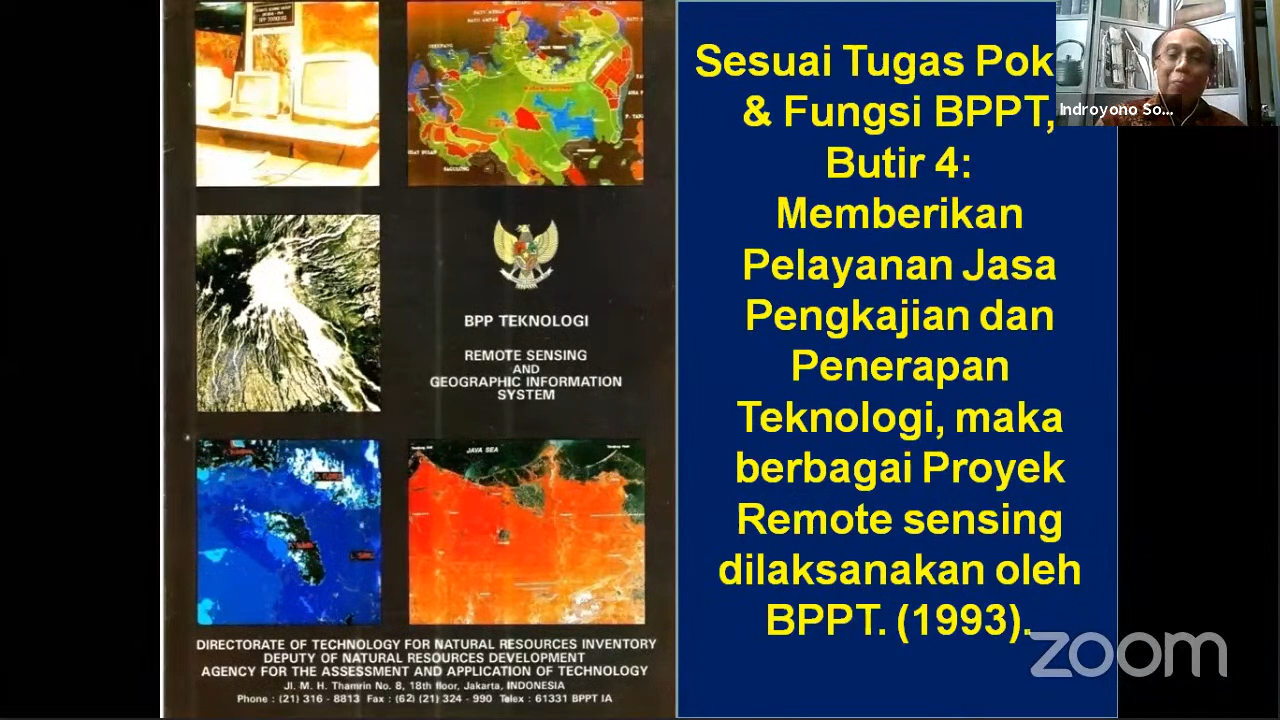 Sesuai Tugas Pok
& Fungsi BPPT,
Butir 4:
Memberikan
Pelayanan Jasa
Pengkajian dan
Penerapan
Teknologi, maka
berbagai Proyek
Remote sensing
dilaksanakan oleh
BPPT. (1993).
Indroyono So...
BPP TEKNOLOGI
REMOTE SENSING
AND
GEOGRAPHIC INFORMATION
SYSTEM
JAVA SEA
DIRECTORATE OF TECHNOLOGY FOR NATURAL RESOURCES INVENTORY
DEPUTY OF NATURAL RESOURCES DEVELOPMENT
AGENCY FOR THE ASSESSMENT AND APPLICATION OF TECHNOLOGY
Jl. M. H. Thamrin No. 8, 18th floor, Jakarta, INDONESIA
Phone : (21) 316 - 8813 Fax : (62) (21) 324 - 990 Telex : 61331 BPPT IA
zoom